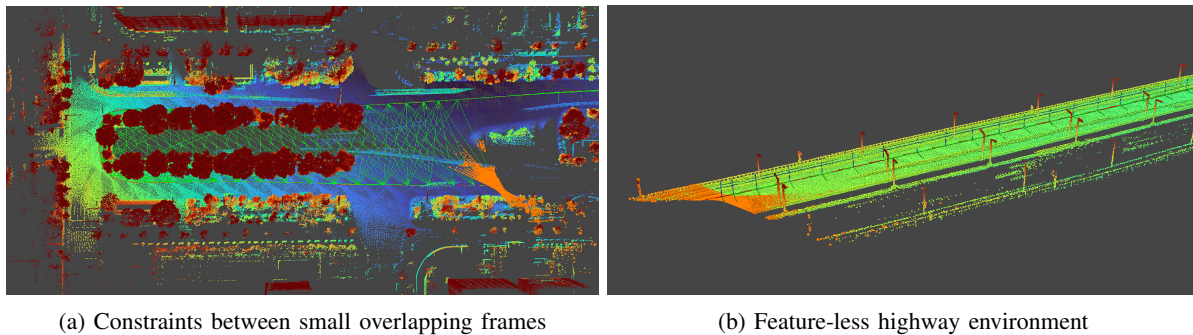 (a) Constraints between small overlapping frames
(b) Feature-less highway environment